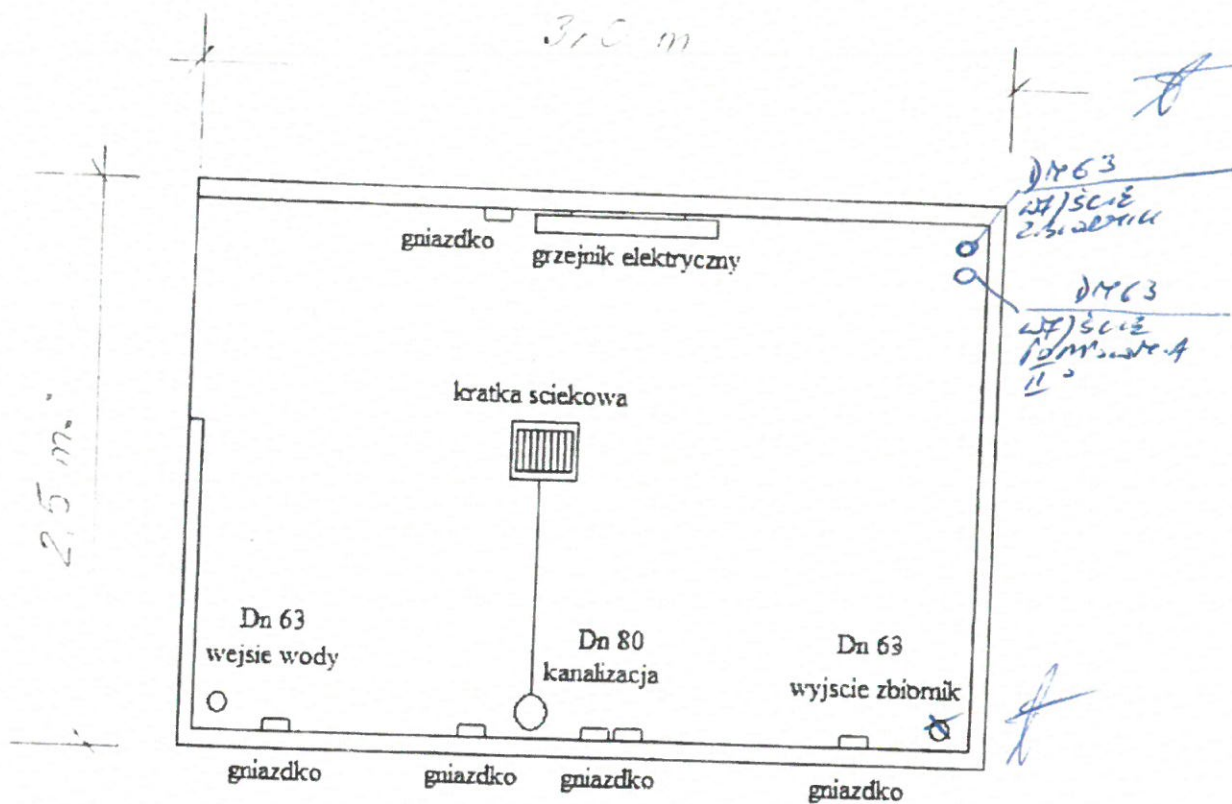 3,0 m
DN 63
WYJŚCIE
gniazdko
grzejnik elektryczny
DN 63
WYJŚCIE
II°
kratka sciekowa
2,5 m
Dn 63
wejsie wody
Dn 80
kanalizacja
Dn 63
wyjscie zbiornik
gniazdko
gniazdko
gniazdko
gniazdko